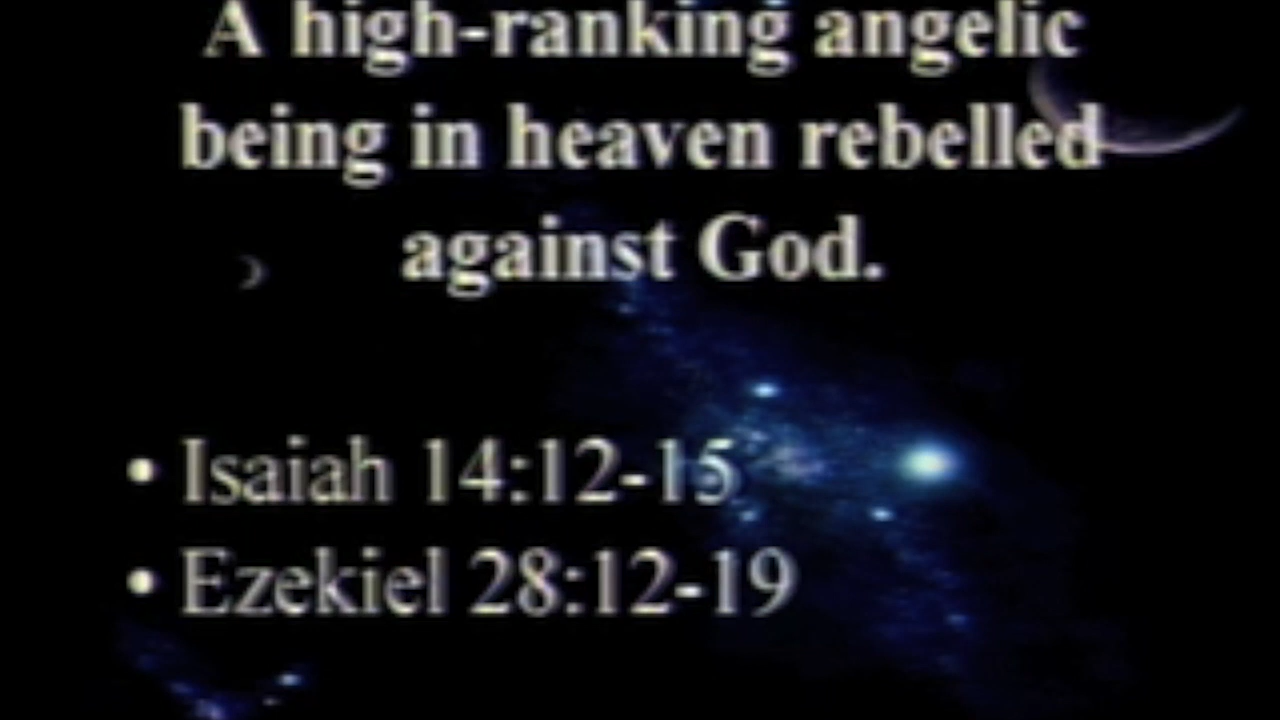 A high-ranking angelic
being in heaven rebelled
against God.
• Isaiah 14:12-15
• Ezekiel 28:12-19